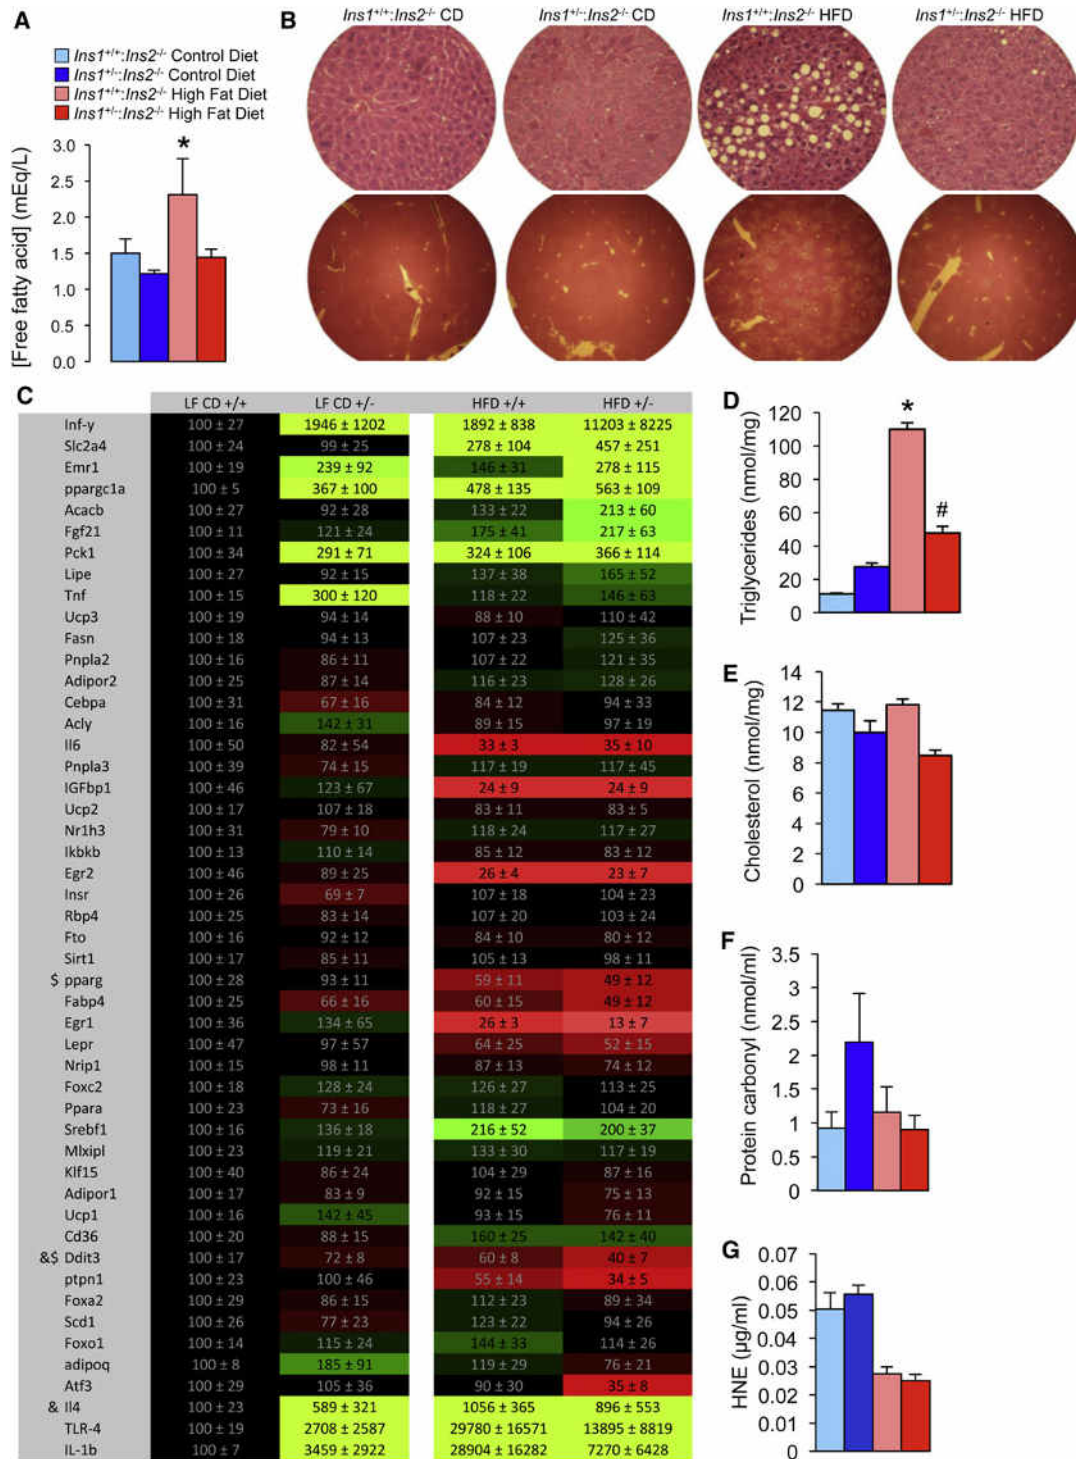 A
Ins1+/+:Ins2-/- Control Diet
Ins1+/-:Ins2-/- Control Diet
Ins1+/+:Ins2-/- High Fat Diet
Ins1+/-:Ins2-/- High Fat Diet
[Free fatty acid] (mEq/L)
3.0
2.5
2.0
1.5
1.0
0.5
0.0
*
B
Ins1+/+:Ins2-/- CD Ins1+/-:Ins2-/- CD Ins1+/+:Ins2-/- HFD Ins1+/-:Ins2-/- HFD
C
LF CD +/+ LF CD +/- HFD +/+ HFD +/-
Inf-y 100 ± 27 1946 ± 1202 1892 ± 838 11203 ± 8225
Slc2a4 100 ± 24 99 ± 25 278 ± 104 457 ± 251
Emr1 100 ± 19 239 ± 92 146 ± 31 278 ± 115
ppargc1a 100 ± 5 367 ± 100 478 ± 135 563 ± 109
Acacb 100 ± 27 92 ± 28 133 ± 22 213 ± 60
Fgf21 100 ± 11 121 ± 24 175 ± 41 217 ± 63
Pck1 100 ± 34 291 ± 71 324 ± 106 366 ± 114
Lipe 100 ± 27 92 ± 15 137 ± 38 165 ± 52
Tnf 100 ± 15 300 ± 120 118 ± 22 146 ± 63
Ucp3 100 ± 19 94 ± 14 88 ± 10 110 ± 42
Fasn 100 ± 18 94 ± 13 107 ± 23 125 ± 36
Pnpla2 100 ± 16 86 ± 11 107 ± 22 121 ± 35
Adipor2 100 ± 25 87 ± 14 116 ± 23 128 ± 26
Cebpa 100 ± 31 67 ± 16 84 ± 12 94 ± 33
Acly 100 ± 16 142 ± 31 89 ± 15 97 ± 19
Il6 100 ± 50 82 ± 54 33 ± 3 35 ± 10
Pnpla3 100 ± 39 74 ± 15 117 ± 19 117 ± 45
IGFbp1 100 ± 46 123 ± 67 24 ± 9 24 ± 9
Ucp2 100 ± 17 107 ± 18 83 ± 11 83 ± 5
Nr1h3 100 ± 31 79 ± 10 118 ± 24 117 ± 27
Ikbkb 100 ± 13 110 ± 14 85 ± 12 83 ± 12
Egr2 100 ± 46 89 ± 25 26 ± 4 23 ± 7
Insr 100 ± 26 69 ± 7 107 ± 18 104 ± 23
Rbp4 100 ± 25 83 ± 14 107 ± 20 103 ± 24
Fto 100 ± 16 92 ± 12 84 ± 10 80 ± 12
Sirt1 100 ± 17 85 ± 11 105 ± 13 98 ± 11
$ pparg 100 ± 28 93 ± 11 59 ± 11 49 ± 12
Fabp4 100 ± 25 66 ± 16 60 ± 15 49 ± 12
Egr1 100 ± 36 134 ± 65 26 ± 3 13 ± 7
Lepr 100 ± 47 97 ± 57 64 ± 25 52 ± 15
Nrip1 100 ± 15 98 ± 11 87 ± 13 74 ± 12
Foxc2 100 ± 18 128 ± 24 126 ± 27 113 ± 25
Ppara 100 ± 23 73 ± 16 118 ± 27 104 ± 20
Srebf1 100 ± 16 136 ± 18 216 ± 52 200 ± 37
Mlxipl 100 ± 23 119 ± 21 133 ± 30 117 ± 19
Klf15 100 ± 40 86 ± 24 104 ± 29 87 ± 16
Adipor1 100 ± 17 83 ± 9 92 ± 15 75 ± 13
Ucp1 100 ± 16 142 ± 45 93 ± 15 76 ± 11
Cd36 100 ± 20 88 ± 15 160 ± 25 142 ± 40
&$ Ddit3 100 ± 17 72 ± 8 60 ± 8 40 ± 7
ptpn1 100 ± 23 100 ± 46 55 ± 14 34 ± 5
Foxa2 100 ± 29 86 ± 15 112 ± 23 89 ± 34
Scd1 100 ± 26 77 ± 23 123 ± 22 94 ± 26
Foxo1 100 ± 14 115 ± 24 144 ± 33 114 ± 26
adipoq 100 ± 8 185 ± 91 119 ± 29 76 ± 21
Atf3 100 ± 29 105 ± 36 90 ± 30 35 ± 8
& Il4 100 ± 23 589 ± 321 1056 ± 365 896 ± 553
TLR-4 100 ± 19 2708 ± 2587 29780 ± 16571 13895 ± 8819
IL-1b 100 ± 7 3459 ± 2922 28904 ± 16282 7270 ± 6428
D
Triglycerides (nmol/mg)
120
100
80
60
40
20
0
*
#
E
Cholesterol (nmol/mg)
14
12
10
8
6
4
2
0
F
Protein carbonyl (nmol/ml)
3.5
3
2.5
2
1.5
1
0.5
0
G
HNE (µg/ml)
0.07
0.06
0.05
0.04
0.03
0.02
0.01
0